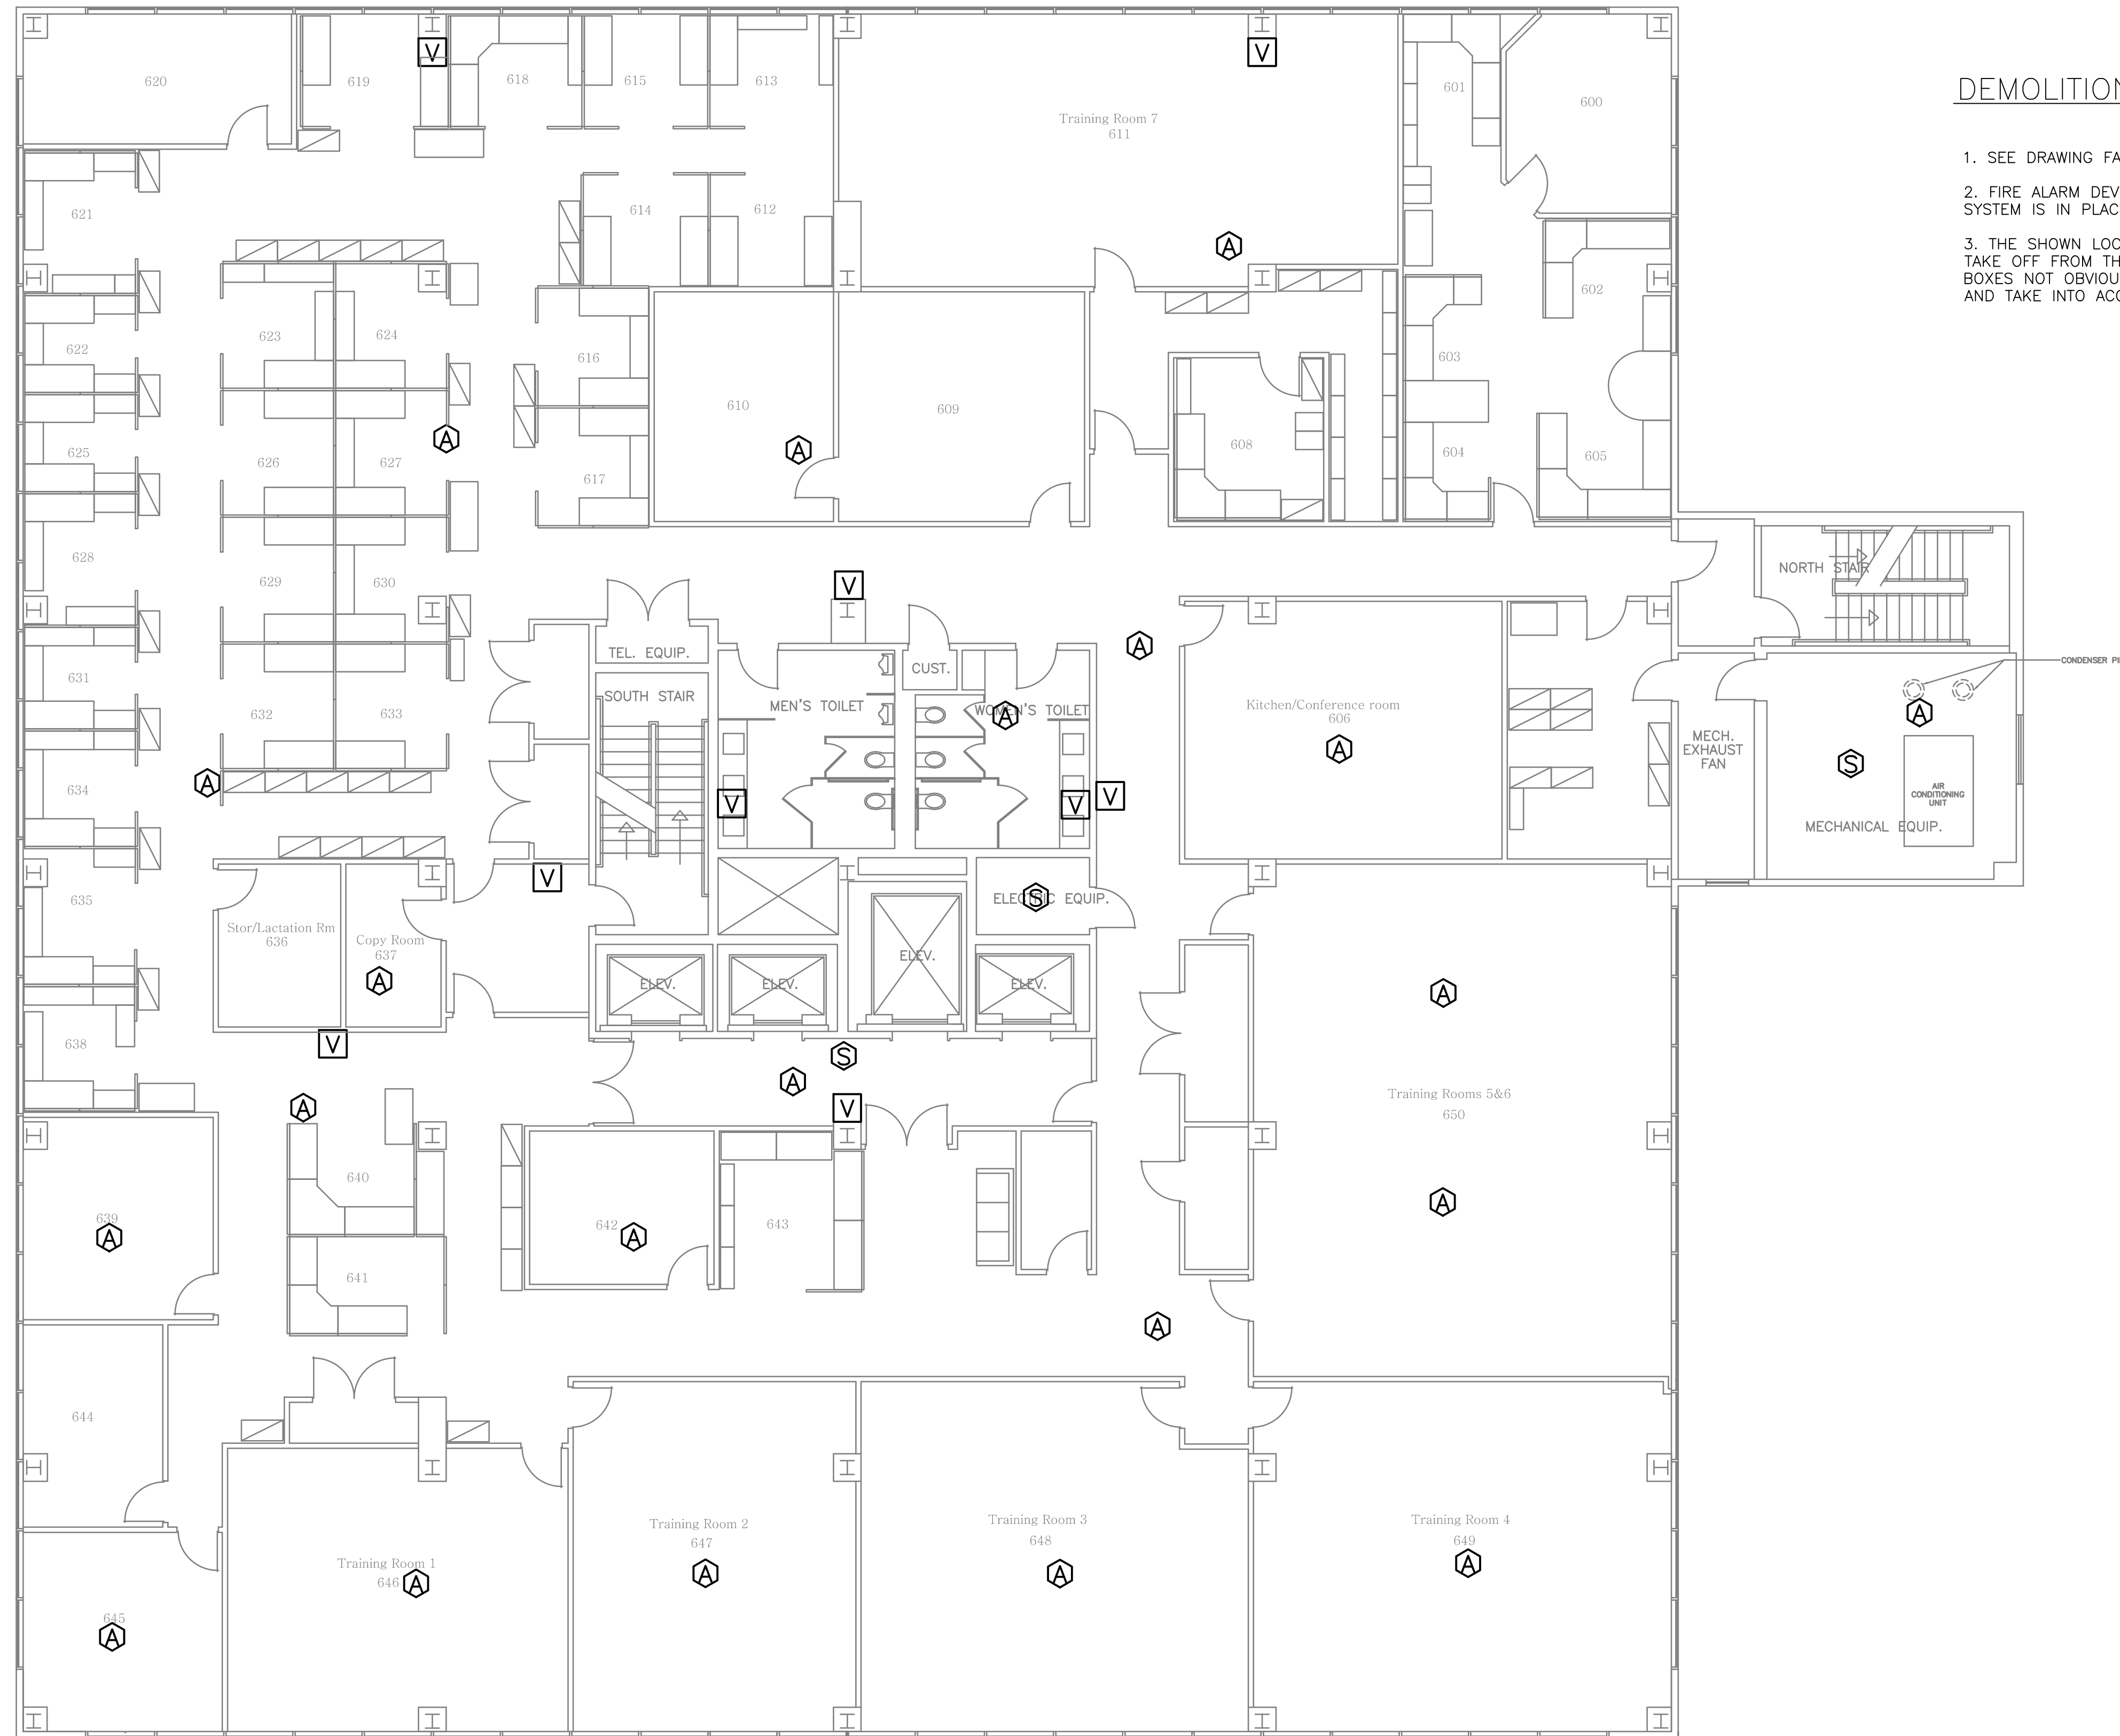 DEMOLITION
1. SEE DRAWING FA
2. FIRE ALARM DEV
SYSTEM IS IN PLAC
3. THE SHOWN LOC
TAKE OFF FROM TH
BOXES NOT OBVIOU
AND TAKE INTO ACC
620
619
V
618
615
613
Training Room 7
611
V
601
600
621
614
612
A
602
623
624
622
616
610
609
603
608
604
605
A
A
625
626
627
617
628
629
630
V
NORTH STAIR
TEL. EQUIP.
A
CUST.
CONDENSER PI
631
SOUTH STAIR
MEN'S TOILET
WOMEN'S TOILET
A
Kitchen/Conference room
606
A
632
633
A
MECH.
EXHAUST
FAN
S
634
A
V
V
V
AIR
CONDITIONING
UNIT
MECHANICAL EQUIP.
V
635
ELECTRIC EQUIP.
S
Stor/Lactation Rm
636
Copy Room
637
A
ELEV.
ELEV.
ELEV.
ELEV.
A
638
V
S
A
A
V
Training Rooms 5&6
650
640
A
639
A
642
A
643
641
A
644
Training Room 2
647
A
Training Room 3
648
A
Training Room 4
649
A
Training Room 1
646
A
645
A